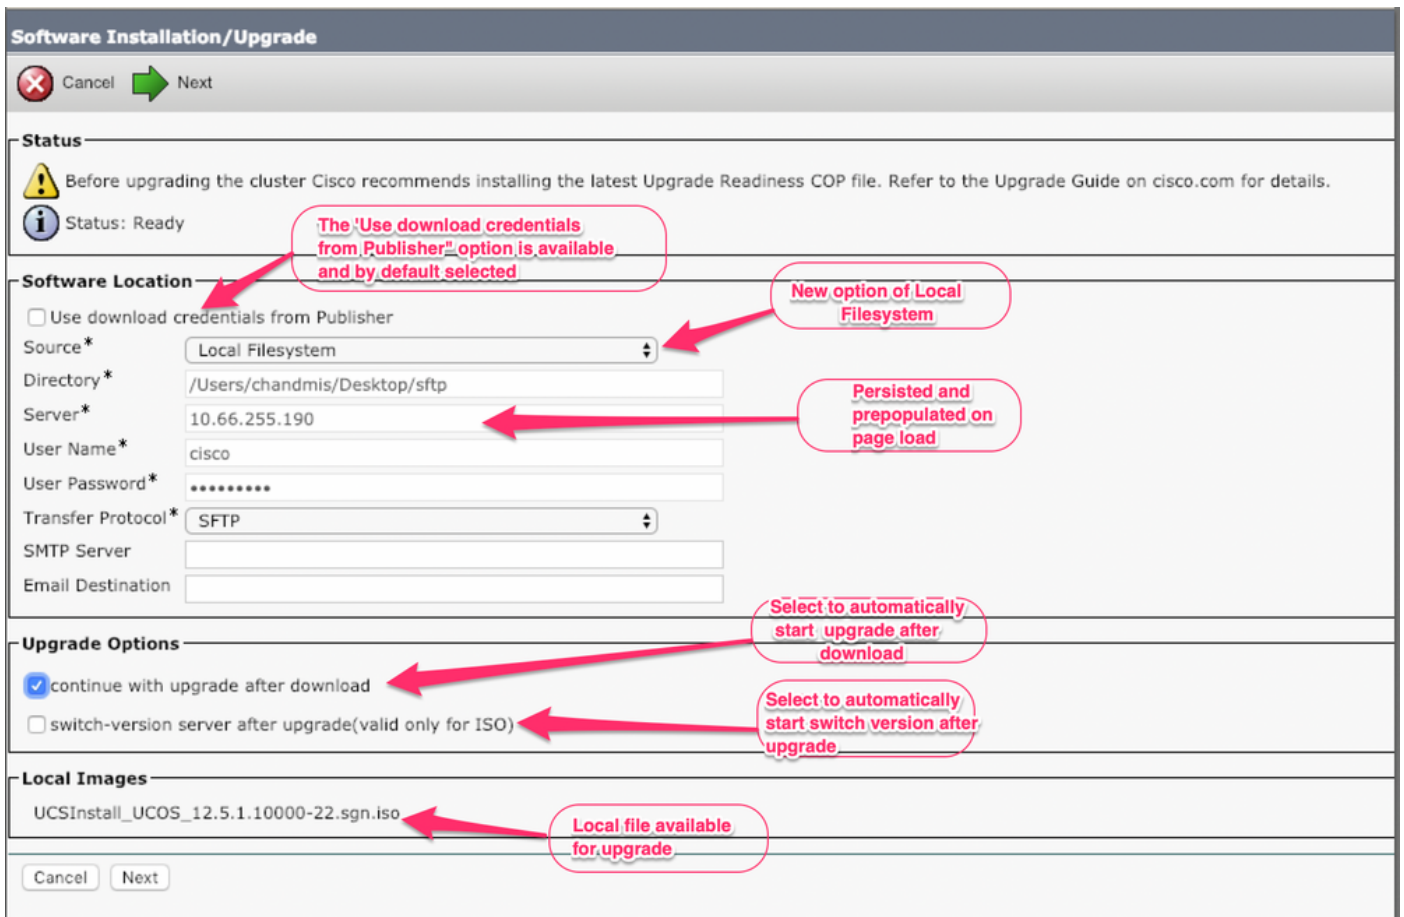 Software Installation/Upgrade
Cancel Next
Status
Before upgrading the cluster Cisco recommends installing the latest Upgrade Readiness COP file. Refer to the Upgrade Guide on cisco.com for details.
Status: Ready
The 'Use download credentials
from Publisher" option is available
and by default selected
Software Location
Use download credentials from Publisher
New option of Local
Filesystem
Source* Local Filesystem
Directory* /Users/chandmis/Desktop/sftp
Server* 10.66.255.190
Persisted and
prepopulated on
page load
User Name* cisco
User Password* •••••••••
Transfer Protocol* SFTP
SMTP Server
Email Destination
Select to automatically
start upgrade after
download
Upgrade Options
continue with upgrade after download
switch-version server after upgrade(valid only for ISO)
Select to automatically
start switch version after
upgrade
Local Images
UCSInstall_UCOS_12.5.1.10000-22.sgn.iso
Local file available
for upgrade
Cancel Next